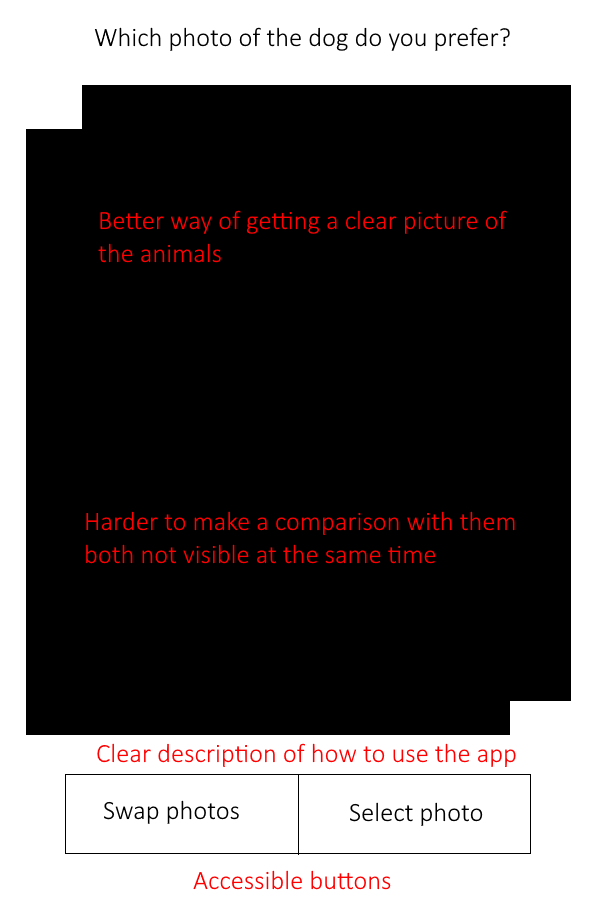 Which photo of the dog do you prefer?
Better way of getting a clear picture of
the animals
Harder to make a comparison with them
both not visible at the same time
Clear description of how to use the app
Swap photos
Select photo
Accessible buttons